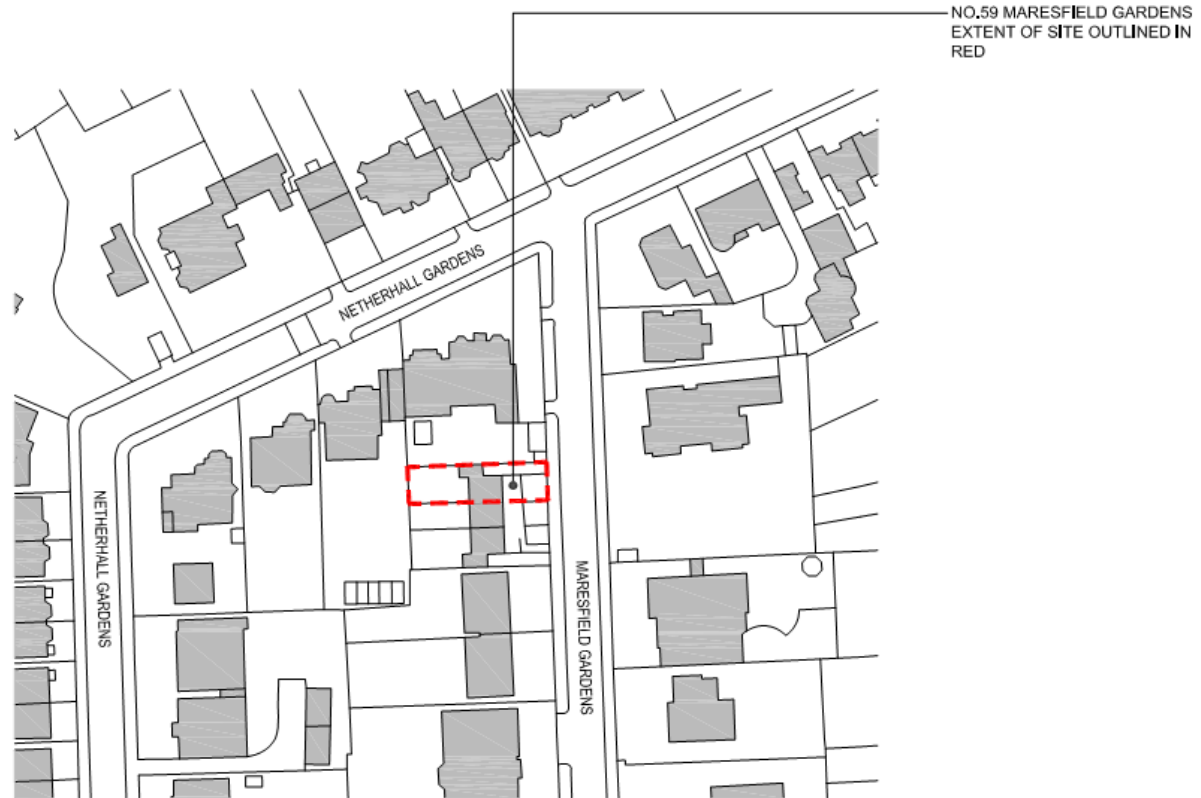 NO.59 MARESFIELD GARDENS
EXTENT OF SITE OUTLINED IN
RED
NETHERHALL GARDENS
NETHERHALL GARDENS
MARESFIELD GARDENS